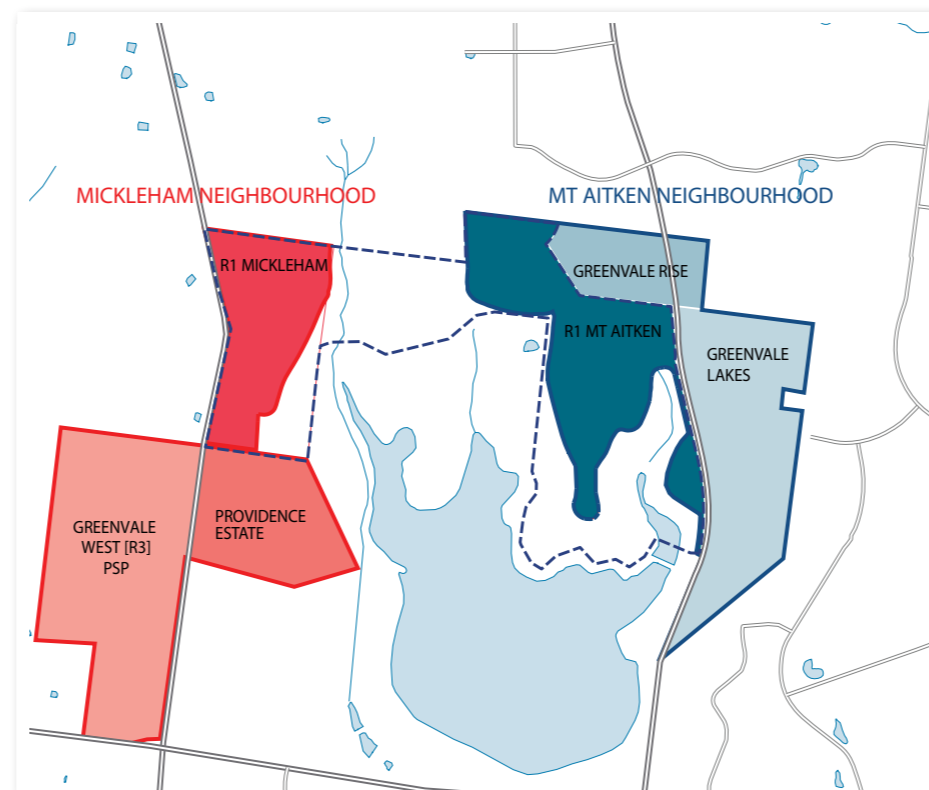 MICKLEHAM NEIGHBOURHOOD
MT AITKEN NEIGHBOURHOOD
R1 MICKLEHAM
GREENVALE RISE
R1 MT AITKEN
GREENVALE
LAKES
PROVIDENCE
ESTATE
GREENVALE
WEST [R3]
PSP